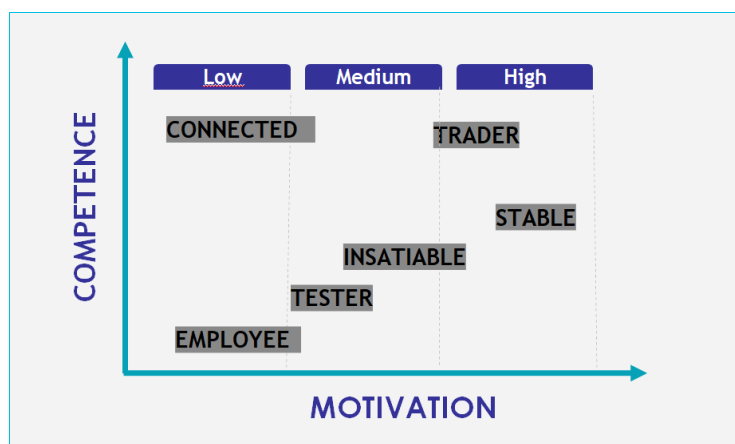 Low
Medium
High
CONNECTED
TRADER
STABLE
INSATIABLE
TESTER
EMPLOYEE
COMPETENCE
MOTIVATION